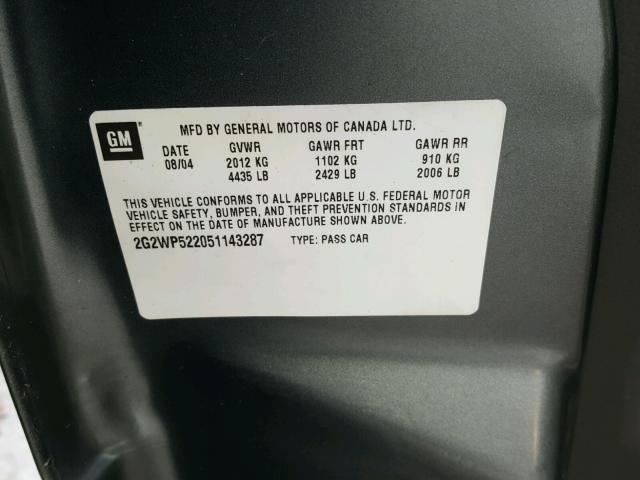 GM
MFD BY GENERAL MOTORS OF CANADA LTD.
DATE GVWR GAWR FRT GAWR RR
08/04 2012 KG 1102 KG 910 KG
4435 LB 2429 LB 2006 LB
THIS VEHICLE CONFORMS TO ALL APPLICABLE U.S. FEDERAL MOTOR
VEHICLE SAFETY, BUMPER, AND THEFT PREVENTION STANDARDS IN
EFFECT ON THE DATE OF MANUFACTURE SHOWN ABOVE.
2G2WP522051143287 TYPE: PASS CAR